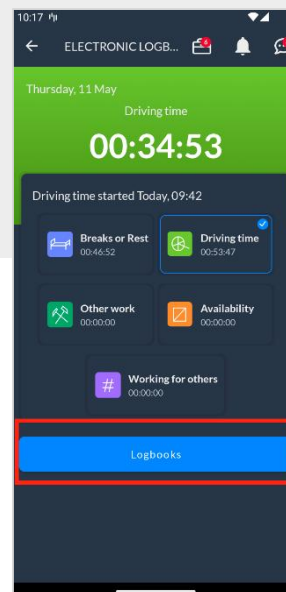 10:17
ELECTRONIC LOGB...
Thursday, 11 May
Driving time
00:34:53
Driving time started Today, 09:42
Breaks or Rest
00:46:52
Driving time
00:53:47
Other work
00:00:00
Availability
00:00:00
#
Working for others
00:00:00
Logbooks